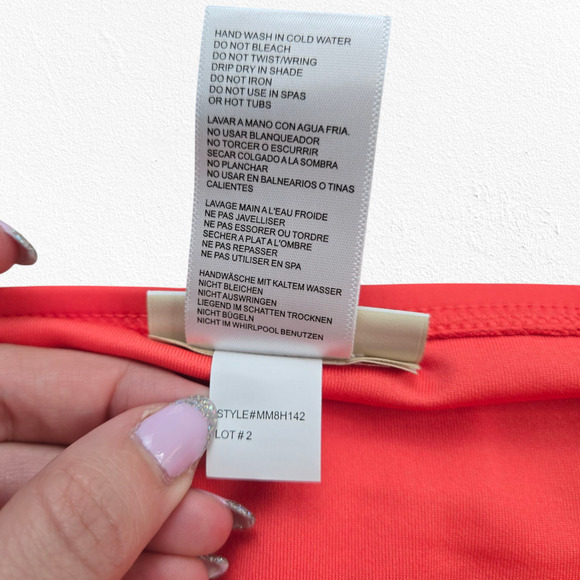 HAND WASH IN COLD WATER
DO NOT BLEACH
DO NOT TWIST/WRING
DRIP DRY IN SHADE
DO NOT IRON
DO NOT USE IN SPAS
OR HOT TUBS
LAVAR A MANO CON AGUA FRIA.
NO USAR BLANQUEADOR
NO TORCER O ESCURRIR
SECAR COLGADO A LA SOMBRA
NO PLANCHAR
NO USAR EN BALNEARIOS O TINAS
CALIENTES
LAVAGE MAIN A L'EAU FROIDE
NE PAS JAVELLISER
NE PAS ESSORER OU TORDRE
SECHER A PLAT A L'OMBRE
NE PAS REPASSER
NE PAS UTILISER EN SPA
HANDWÄSCHE MIT KALTEM WASSER
NICHT BLEICHEN
NICHT AUSWRINGEN
LIEGEND IM SCHATTEN TROCKNEN
NICHT BÜGELN
NICHT IM WHIRLPOOL BENUTZEN
STYLE#MM8H142
LOT # 2